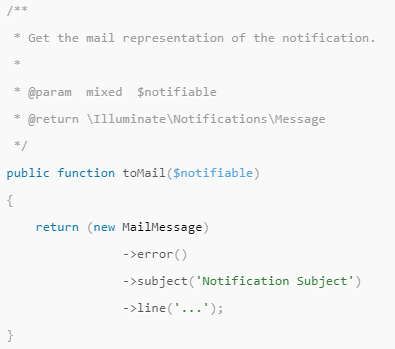 /**
 * Get the mail representation of the notification.
 *
 * @param  mixed  $notifiable
 * @return \Illuminate\Notifications\Message
 */
public function toMail($notifiable)
{
    return (new MailMessage)
                ->error()
                ->subject('Notification Subject')
                ->line('...');
}